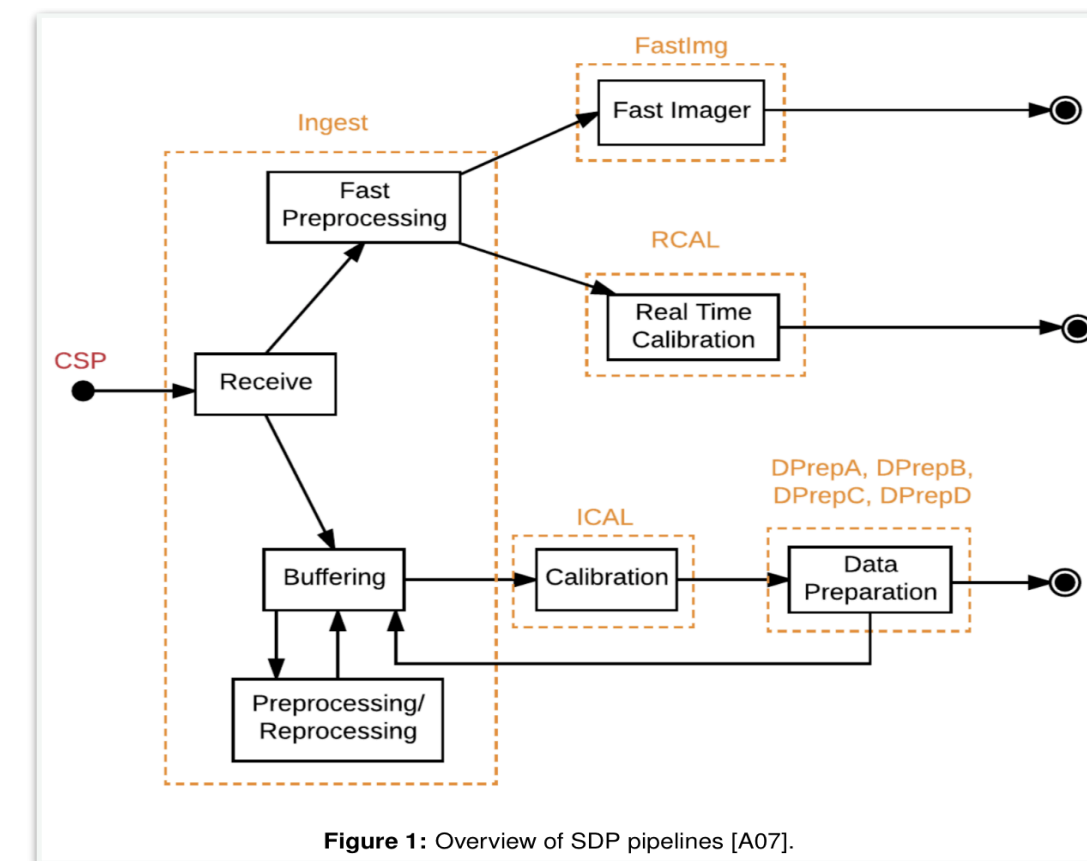 FastImg
Fast Imager
Ingest
Fast
Preprocessing
RCAL
Real Time
Calibration
CSP
Receive
DPrepA, DPrepB,
DPrepC, DPrepD
ICAL
Buffering
Calibration
Data
Preparation
Preprocessing/
Reprocessing
Figure 1: Overview of SDP pipelines [A07].